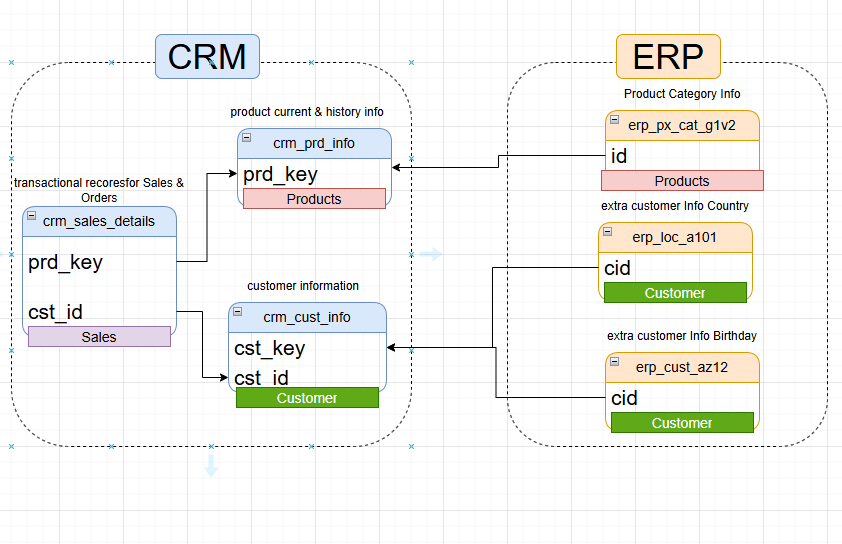 CRM
product current & history info
crm_prd_info
prd_key
Products
transactional recoresfor Sales &
Orders
crm_sales_details
prd_key
cst_id
Sales
customer information
crm_cust_info
cst_key
cst_id
Customer
ERP
Product Category Info
erp_px_cat_g1v2
id
Products
extra customer Info Country
erp_loc_a101
cid
Customer
extra customer Info Birthday
erp_cust_az12
cid
Customer